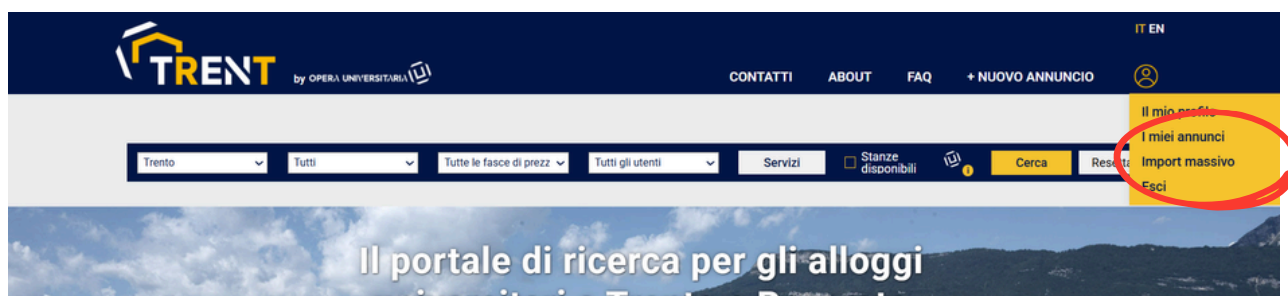 IT EN
TRENT by OPERA UNIVERSITARIA
CONTATTI ABOUT FAQ + NUOVO ANNUNCIO
Il mio profilo
I miei annunci
Import massivo
Esci
Trento Tutti Tutte le fasce di prezz Tutti gli utenti Servizi Stanze disponibili Cerca Reseta
Il portale di ricerca per gli alloggi